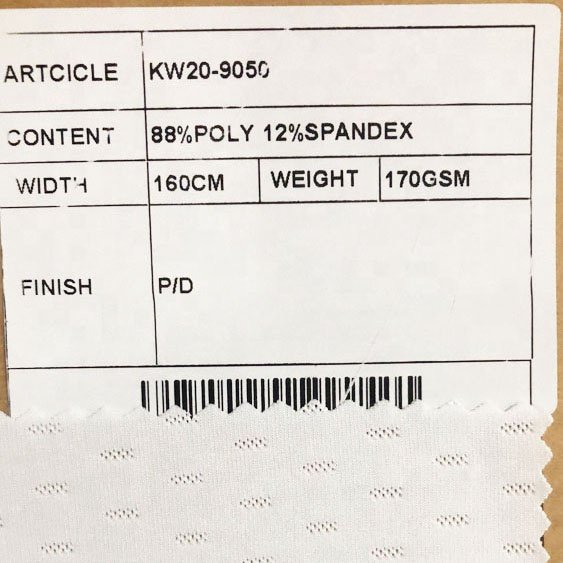 ARTCICLE KW20-9050
CONTENT 88%POLY 12%SPANDEX
WIDTH 160CM WEIGHT 170GSM
FINISH P/D